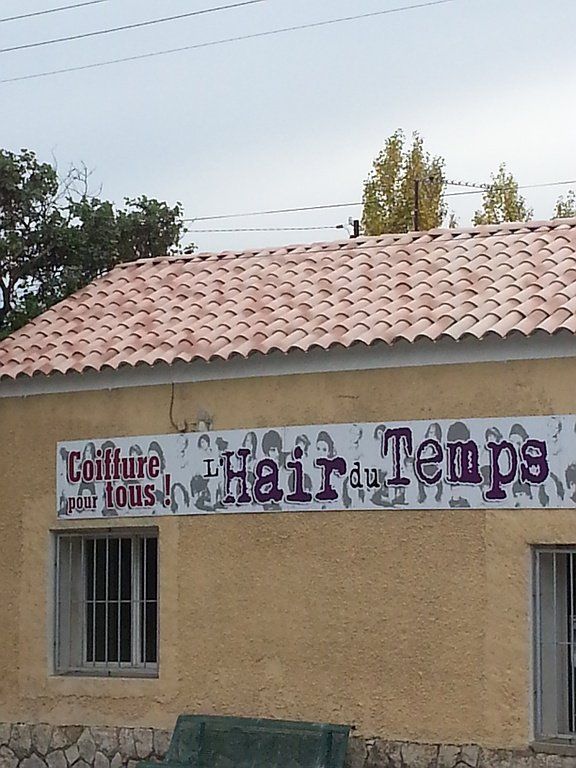 Coiffure
pour tous !
L'Hair du Temps